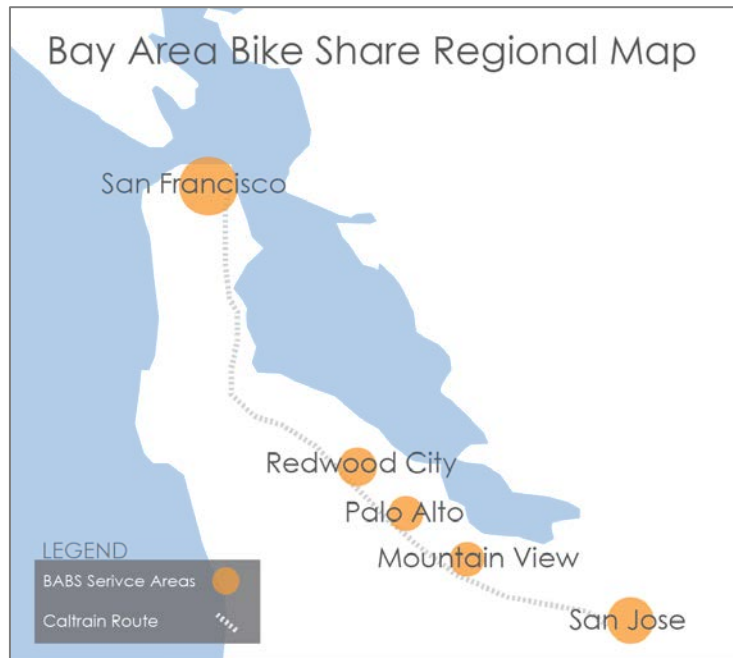 Bay Area Bike Share Regional Map
San Francisco
Redwood City
Palo Alto
Mountain View
San Jose
LEGEND
BABS Serivce Areas
Caltrain Route